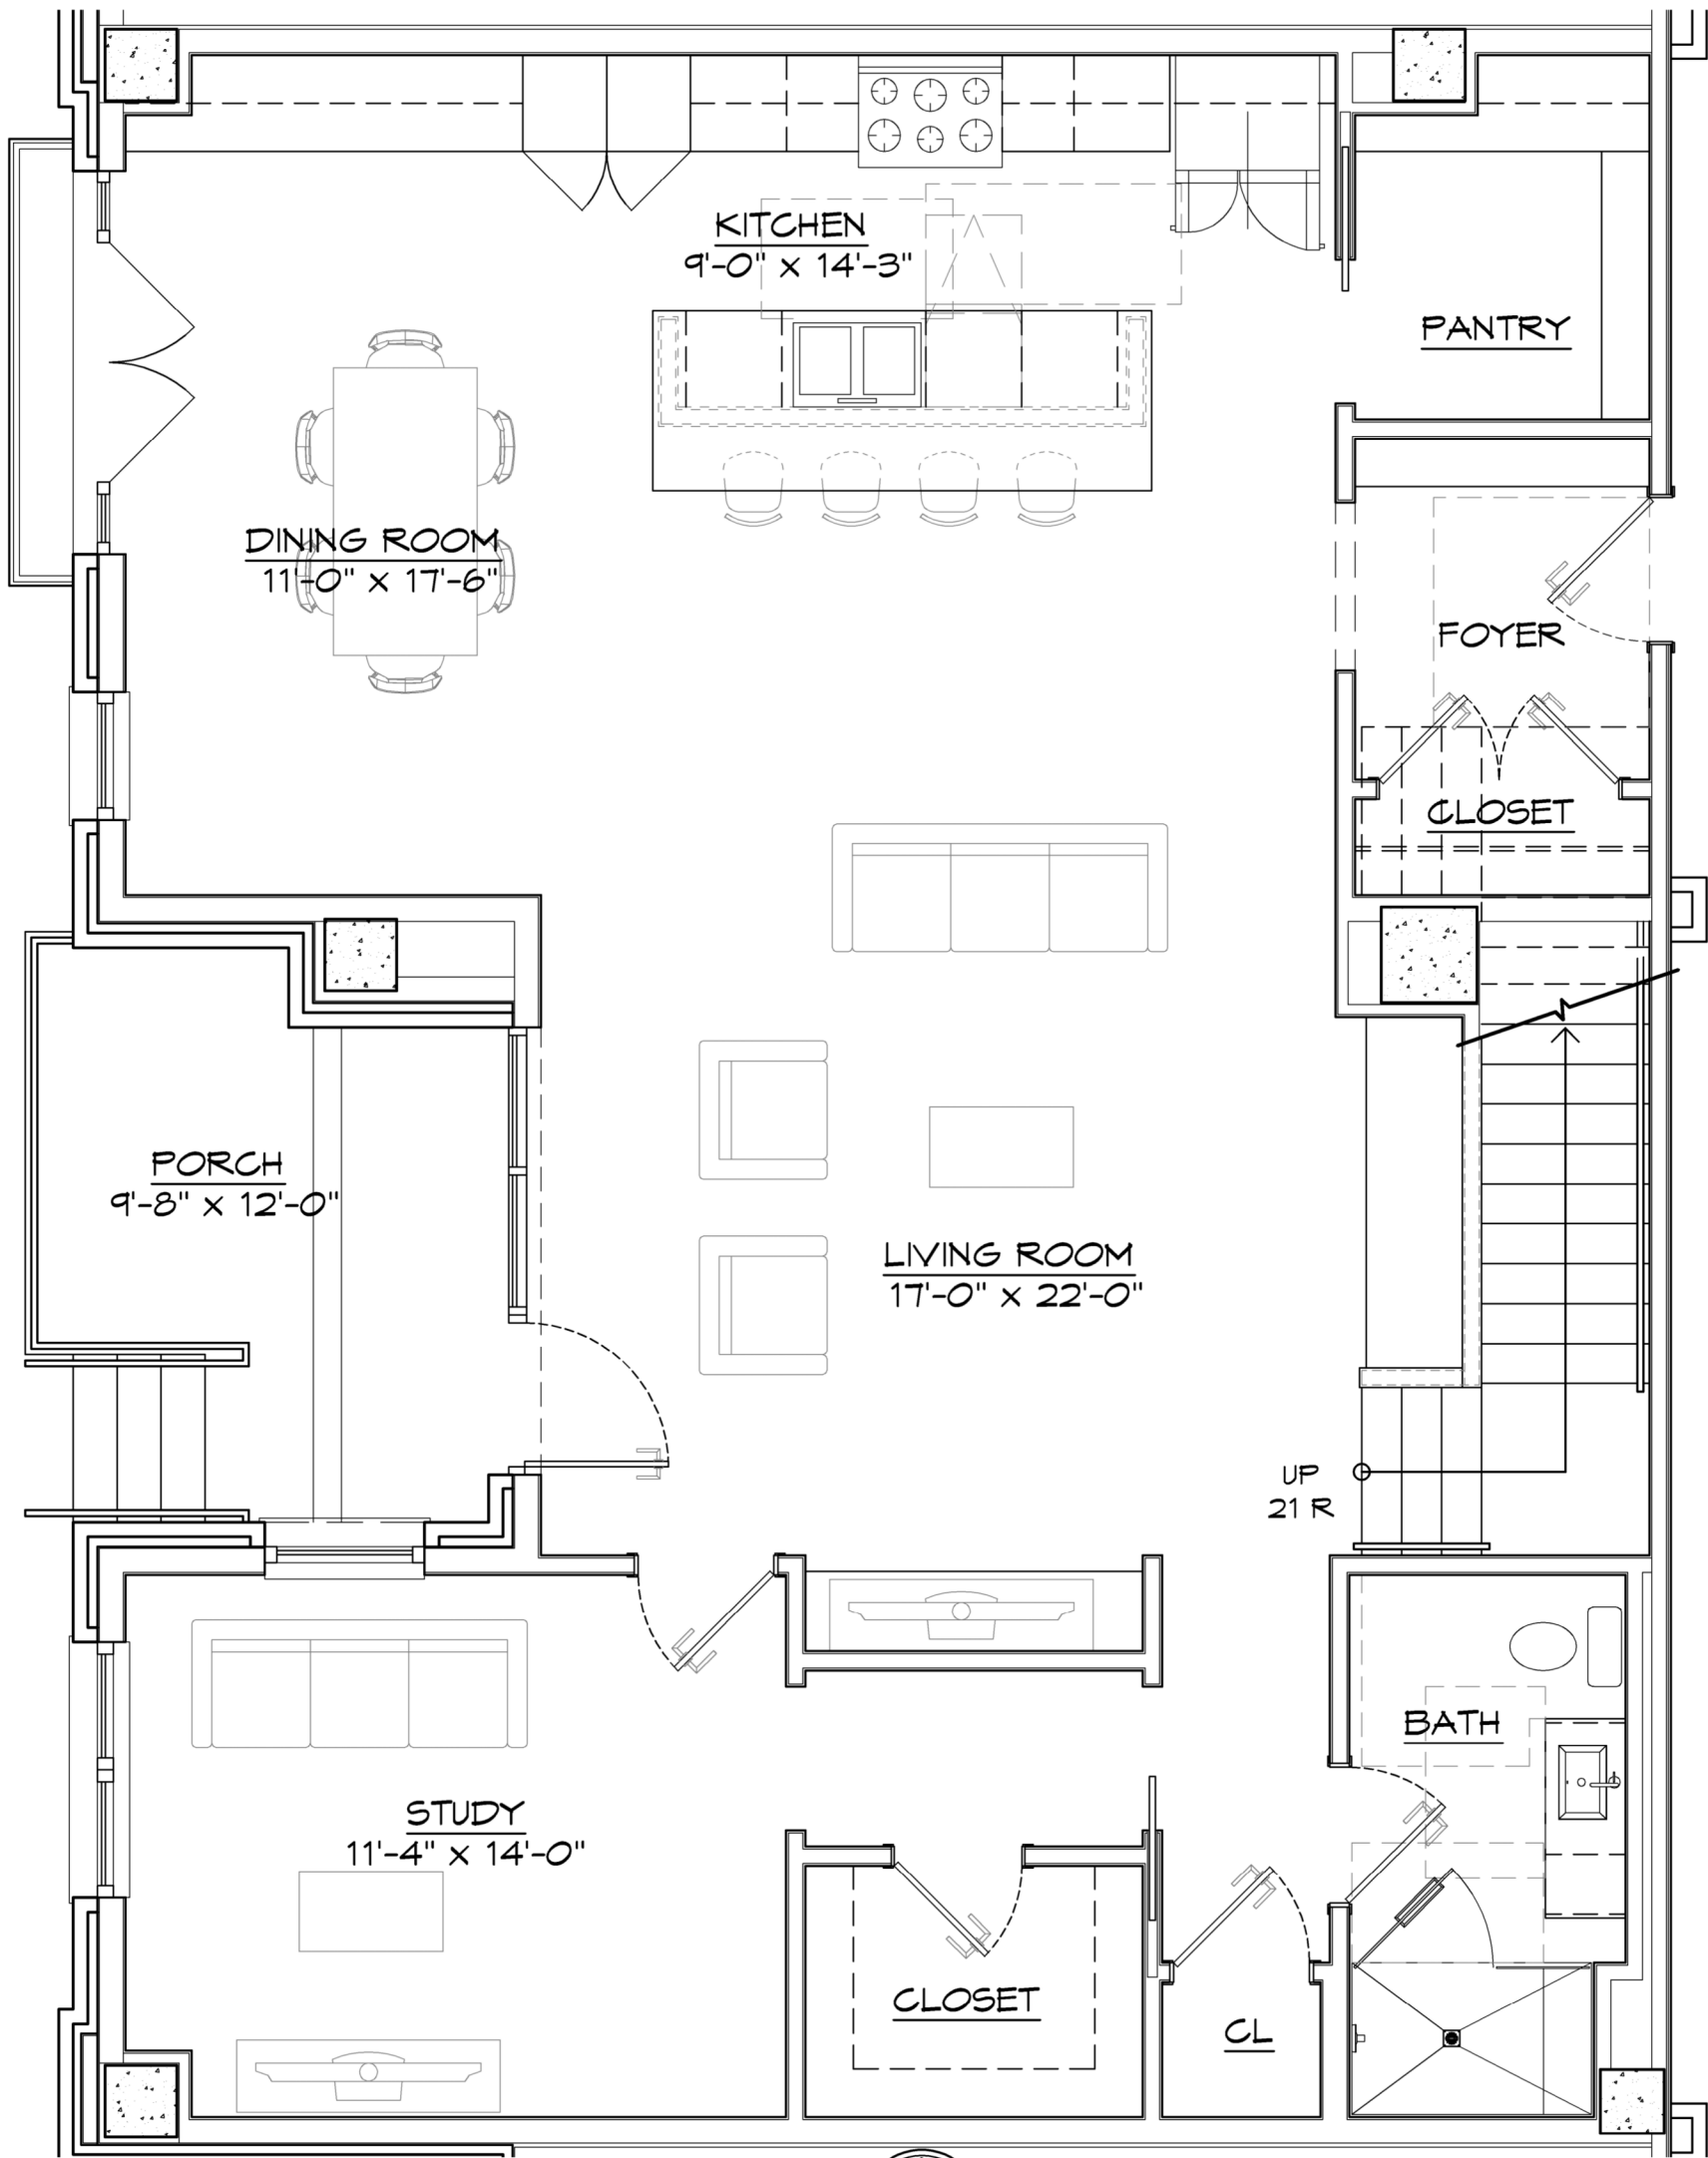 KITCHEN
9'-0" x 14'-3"
PANTRY
DINING ROOM
11'-0" x 17'-6"
FOYER
CLOSET
PORCH
9'-8" x 12'-0"
LIVING ROOM
17'-0" x 22'-0"
UP
21 R
BATH
STUDY
11'-4" x 14'-0"
CLOSET
CL